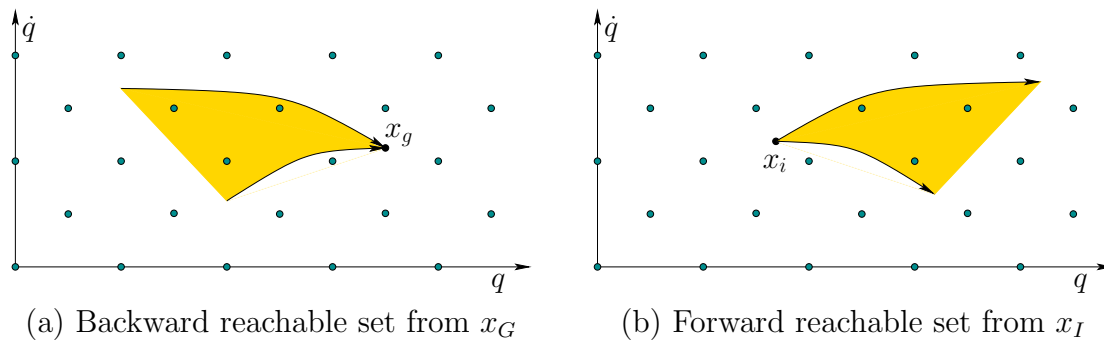 q̇
x_g
q
(a) Backward reachable set from x_G
q̇
x_i
q
(b) Forward reachable set from x_I